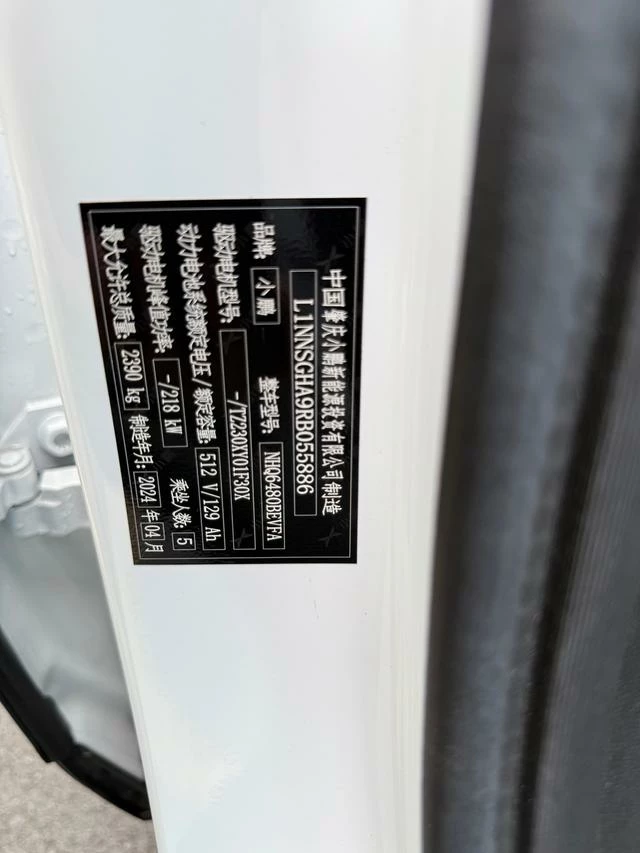 中国肇庆小鹏新能源投资有限公司制造
L1NNSGHA9RB055886
品牌: 小鹏 整车型号: NHQ6480BEVFA
驱动电机型号: -/TZ230XY01F30X
动力电池系统额定电压/额定容量: 512 V/129 Ah
驱动电机峰值功率: -/218 kW 乘坐人数: 5
最大允许总质量: 2390 kg 制造年月: 2024 年 04 月